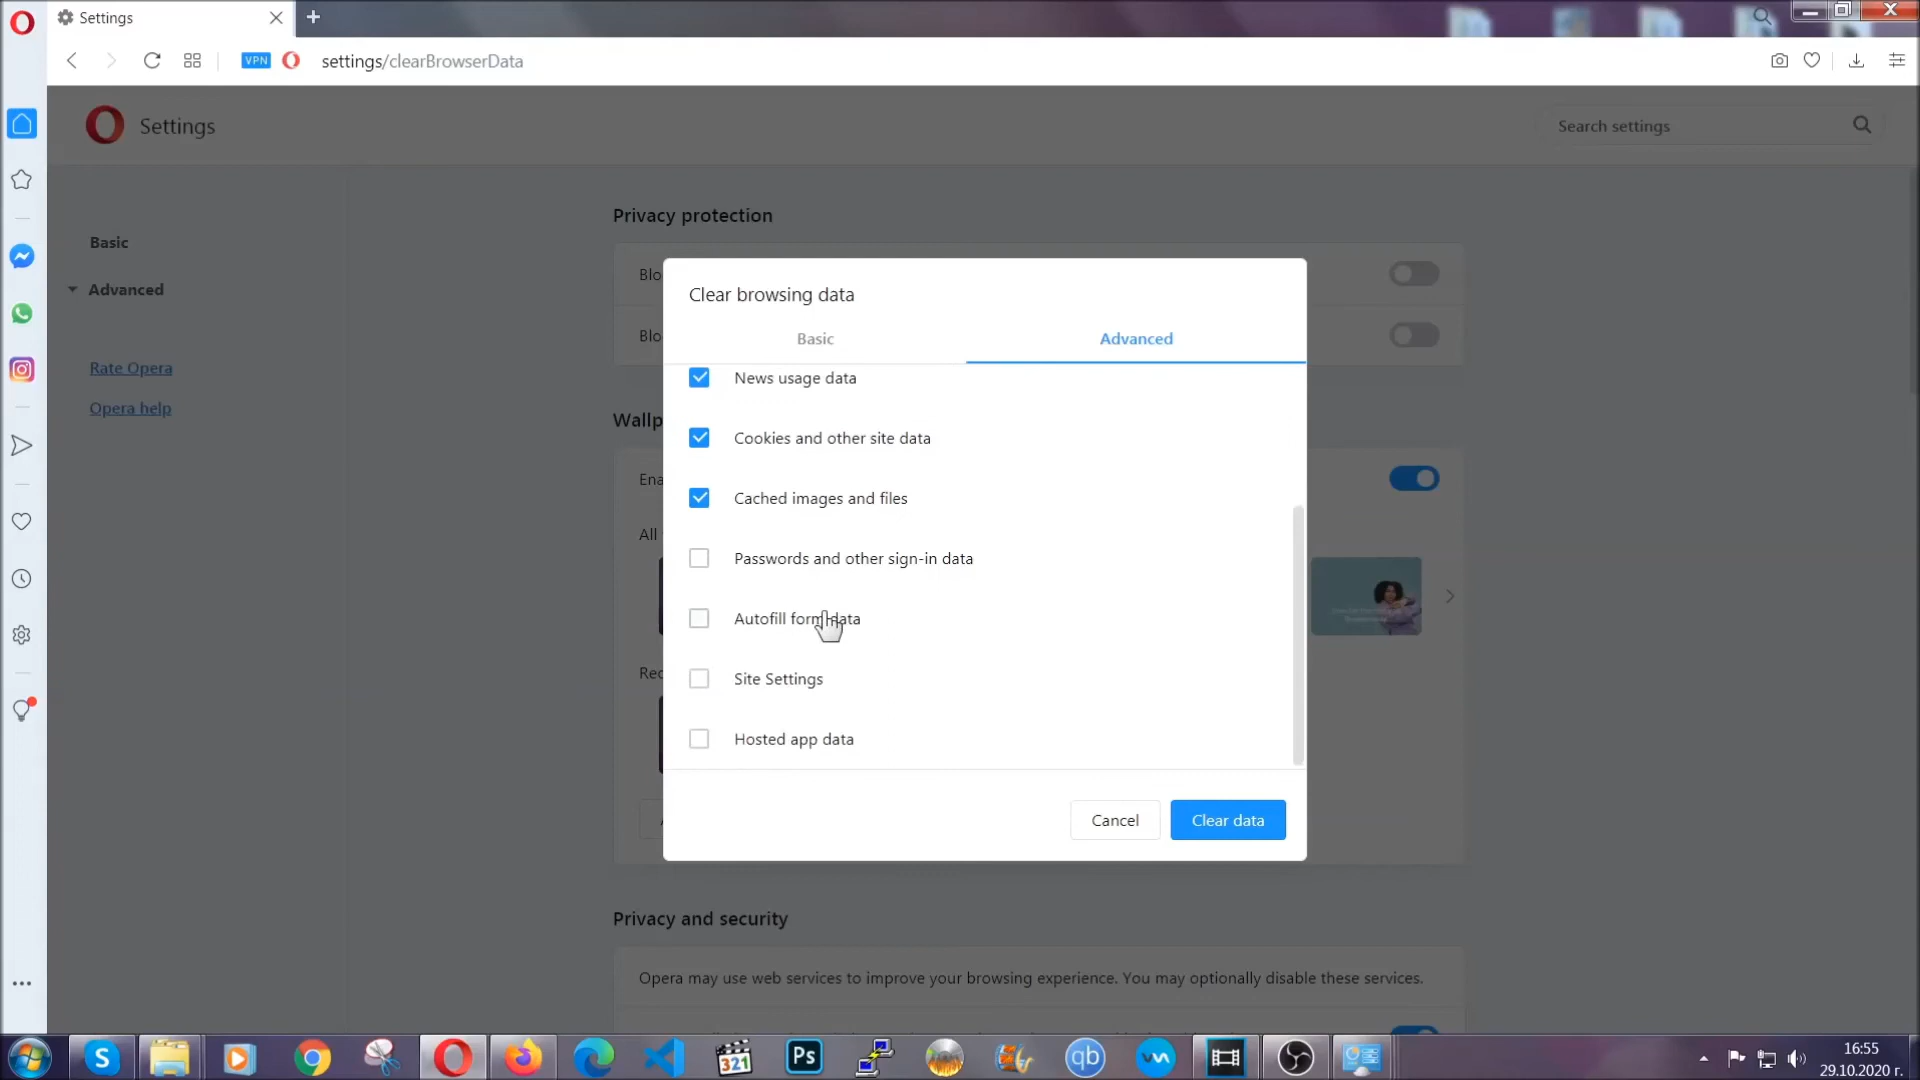 Settings
VPN
settings/clearBrowserData
Settings
Search settings
Basic
Advanced
Rate Opera
Opera help
Privacy protection
Blo
Blo
Wallp
Ena
All
Rec
Clear browsing data
Basic
Advanced
News usage data
Cookies and other site data
Cached images and files
Passwords and other sign-in data
Autofill form data
Site Settings
Hosted app data
Cancel
Clear data
Privacy and security
Opera may use web services to improve your browsing experience. You may optionally disable these services.
321
Ps
qb
16:55
29.10.2020 г.